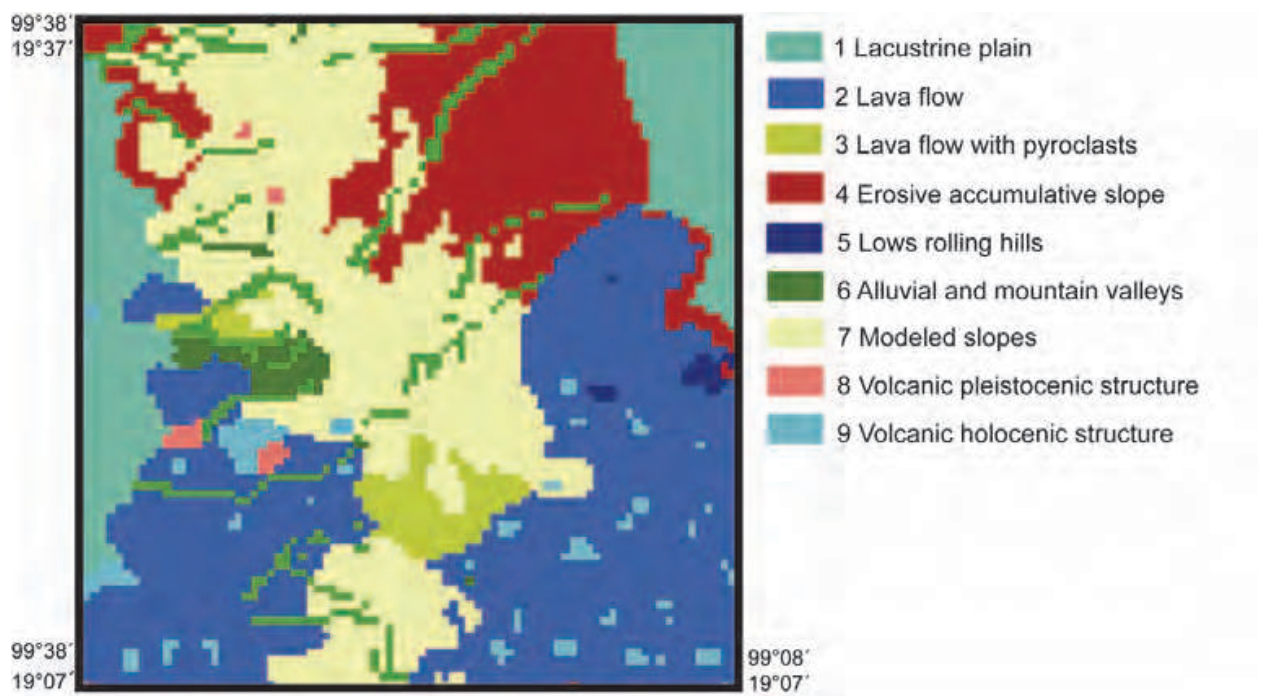 99°38´
19°37´
1 Lacustrine plain
2 Lava flow
3 Lava flow with pyroclasts
4 Erosive accumulative slope
5 Lows rolling hills
6 Alluvial and mountain valleys
7 Modeled slopes
8 Volcanic pleistocenic structure
9 Volcanic holocenic structure
99°38´
19°07´
99°08´
19°07´